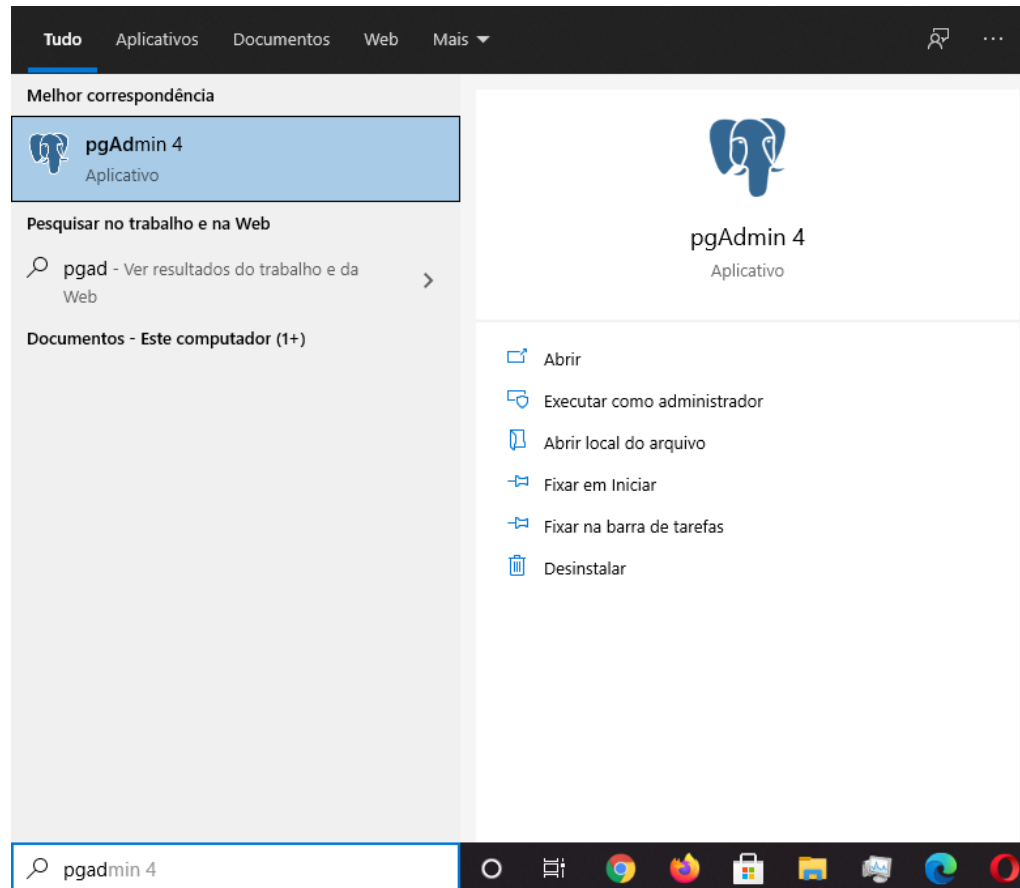 Tudo Aplicativos Documentos Web Mais
Melhor correspondência
pgAdmin 4
Aplicativo
Pesquisar no trabalho e na Web
pgad - Ver resultados do trabalho e da
Web
Documentos - Este computador (1+)
pgAdmin 4
Aplicativo
Abrir
Executar como administrador
Abrir local do arquivo
Fixar em Iniciar
Fixar na barra de tarefas
Desinstalar
pgadmin 4